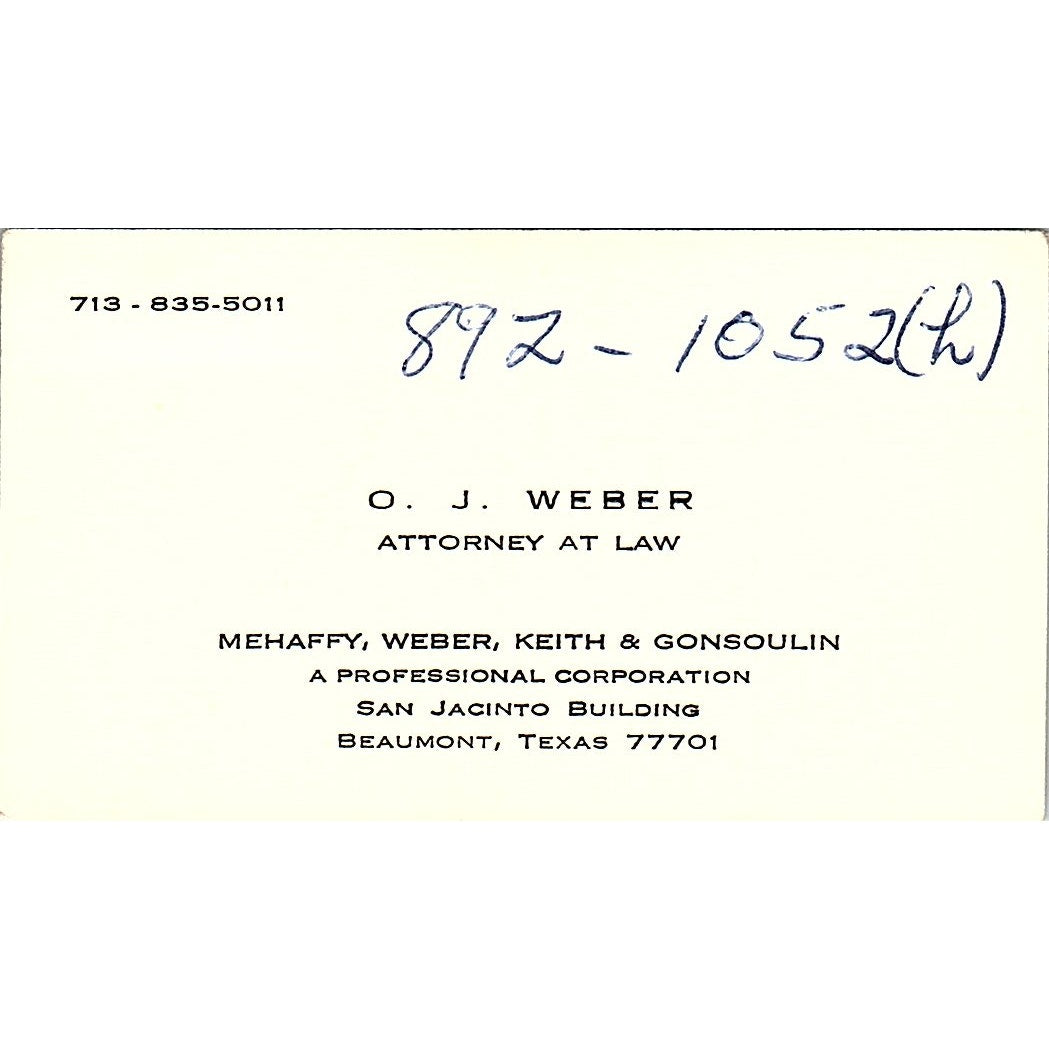 713 - 835-5011
892 - 1052(h)
O. J. WEBER
ATTORNEY AT LAW
MEHAFFY, WEBER, KEITH & GONSOULIN
A PROFESSIONAL CORPORATION
SAN JACINTO BUILDING
BEAUMONT, TEXAS 77701